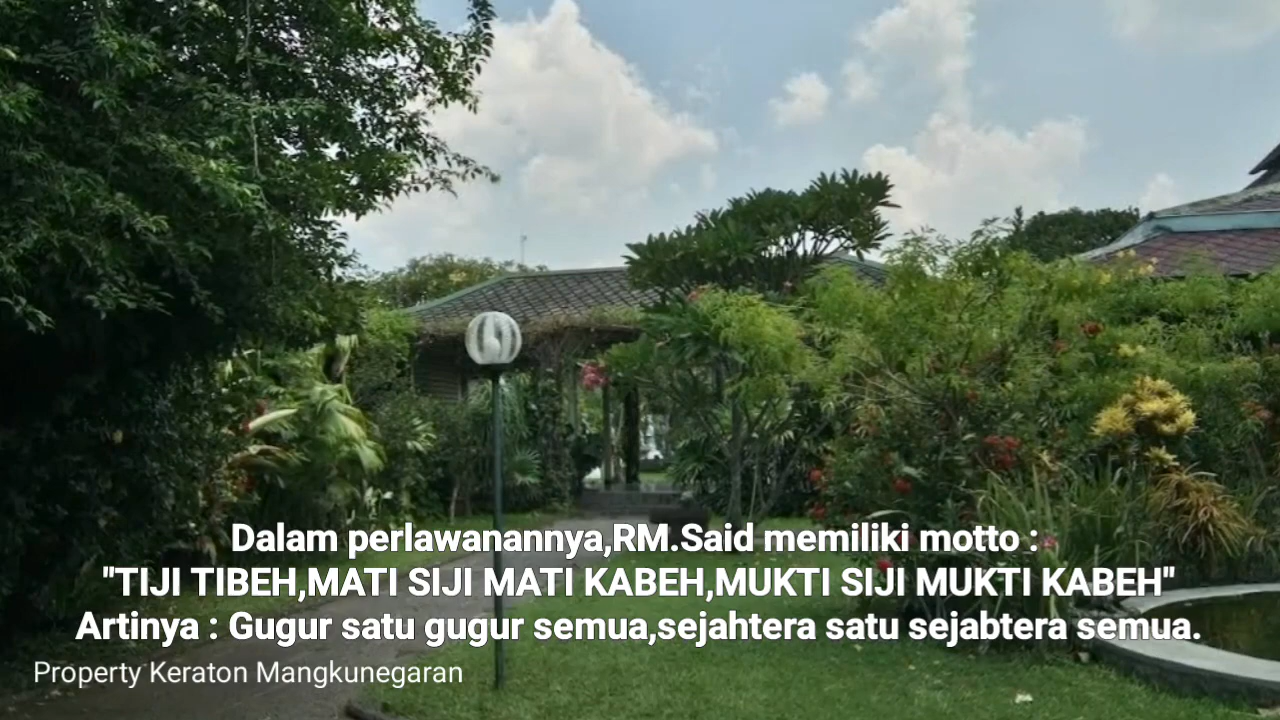 Dalam perlawanannya,RM.Said memiliki motto :
"TIJI TIBEH,MATI SIJI MATI KABEH,MUKTI SIJI MUKTI KABEH"
Artinya : Gugur satu gugur semua,sejahtera satu sejabtera semua.
Property Keraton Mangkunegaran